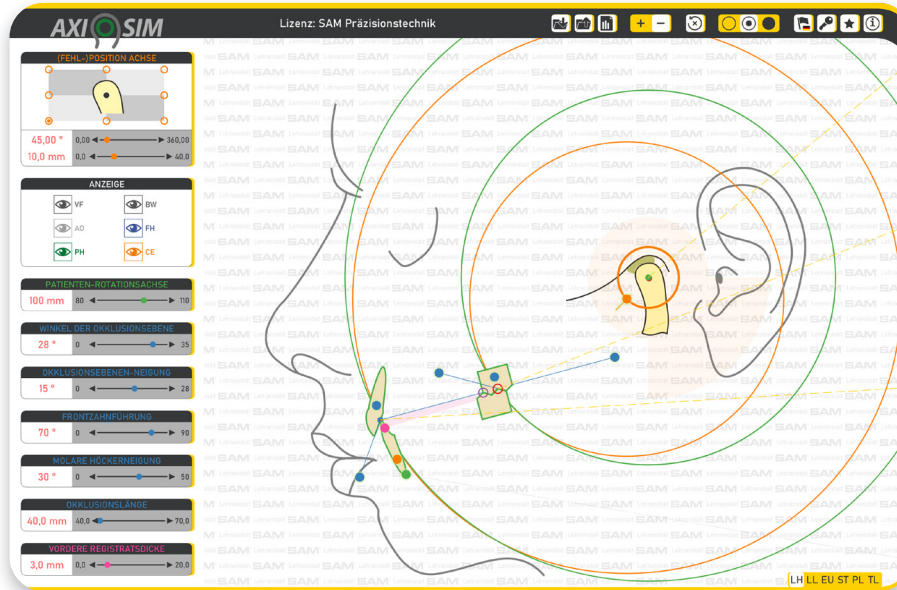 AXIOSIM
Lizenz: SAM Präzisionstechnik
(FEHL-)POSITION ACHSE
45,00 ° 0,00 360,00
10,0 mm 0,0 40,0
ANZEIGE
VF BW
AO FH
PH CE
PATIENTEN-ROTATIONSACHSE
100 mm 80 110
WINKEL DER OKKLUSIONSEBENE
28 ° 0 35
OKKLUSIONSEBENEN-NEIGUNG
15 ° 0 28
FRONTZAHNFÜHRUNG
70 ° 0 90
MOLARE HÖCKERNEIGUNG
30 ° 0 50
OKKLUSIONSLÄNGE
40,0 mm 40,0 70,0
VORDERE REGISTRATSDICKE
3,0 mm 0,0 20,0
SAM
LH LL EU ST PL TL